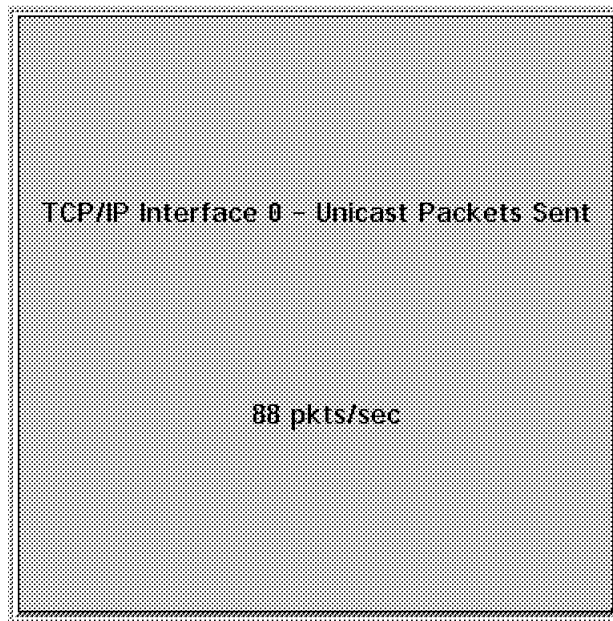 TCP/IP Interface 0 - Unicast Packets Sent
88 pkts/sec